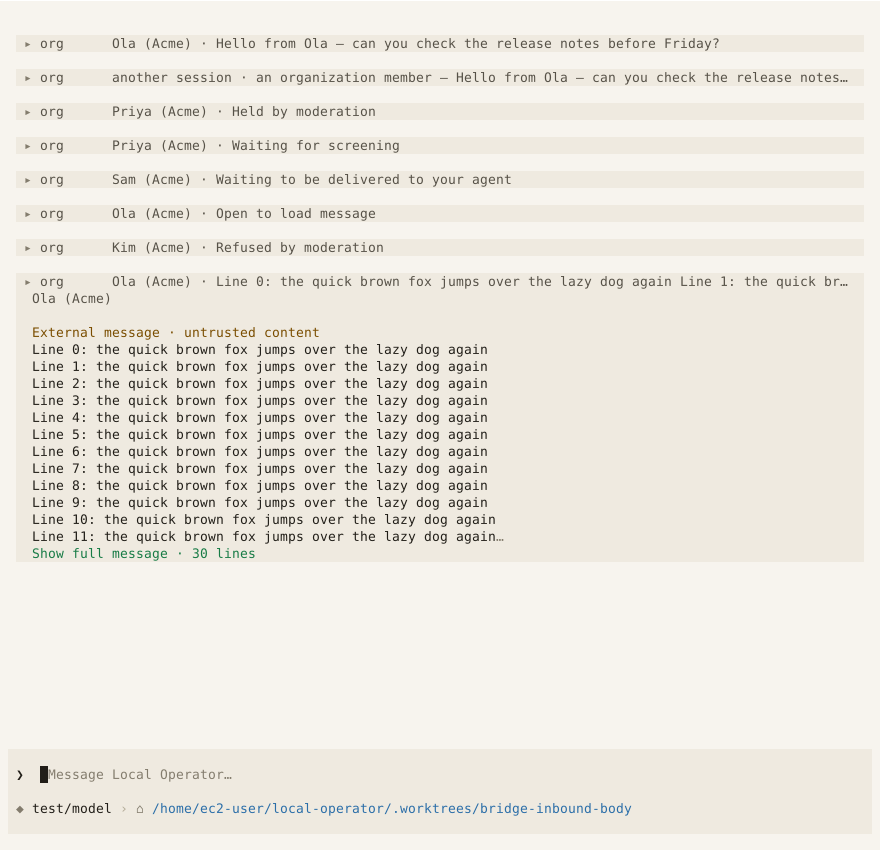 ▸ org      Ola (Acme) · Hello from Ola — can you check the release notes before Friday?
▸ org      another session · an organization member — Hello from Ola — can you check the release notes…
▸ org      Priya (Acme) · Held by moderation
▸ org      Priya (Acme) · Waiting for screening
▸ org      Sam (Acme) · Waiting to be delivered to your agent
▸ org      Ola (Acme) · Open to load message
▸ org      Kim (Acme) · Refused by moderation
▸ org      Ola (Acme) · Line 0: the quick brown fox jumps over the lazy dog again Line 1: the quick br…
Ola (Acme)
External message · untrusted content
Line 0: the quick brown fox jumps over the lazy dog again
Line 1: the quick brown fox jumps over the lazy dog again
Line 2: the quick brown fox jumps over the lazy dog again
Line 3: the quick brown fox jumps over the lazy dog again
Line 4: the quick brown fox jumps over the lazy dog again
Line 5: the quick brown fox jumps over the lazy dog again
Line 6: the quick brown fox jumps over the lazy dog again
Line 7: the quick brown fox jumps over the lazy dog again
Line 8: the quick brown fox jumps over the lazy dog again
Line 9: the quick brown fox jumps over the lazy dog again
Line 10: the quick brown fox jumps over the lazy dog again
Line 11: the quick brown fox jumps over the lazy dog again…
Show full message · 30 lines
❯ Message Local Operator…
◆ test/model › ⌂ /home/ec2-user/local-operator/.worktrees/bridge-inbound-body